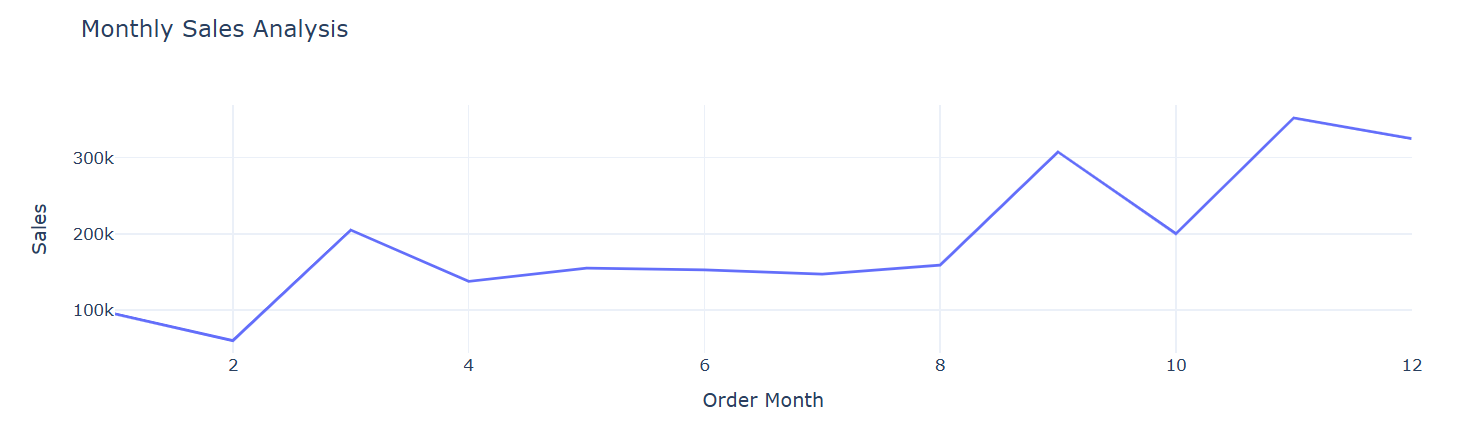 Monthly Sales Analysis
300k
200k
100k
Sales
2 4 6 8 10 12
Order Month